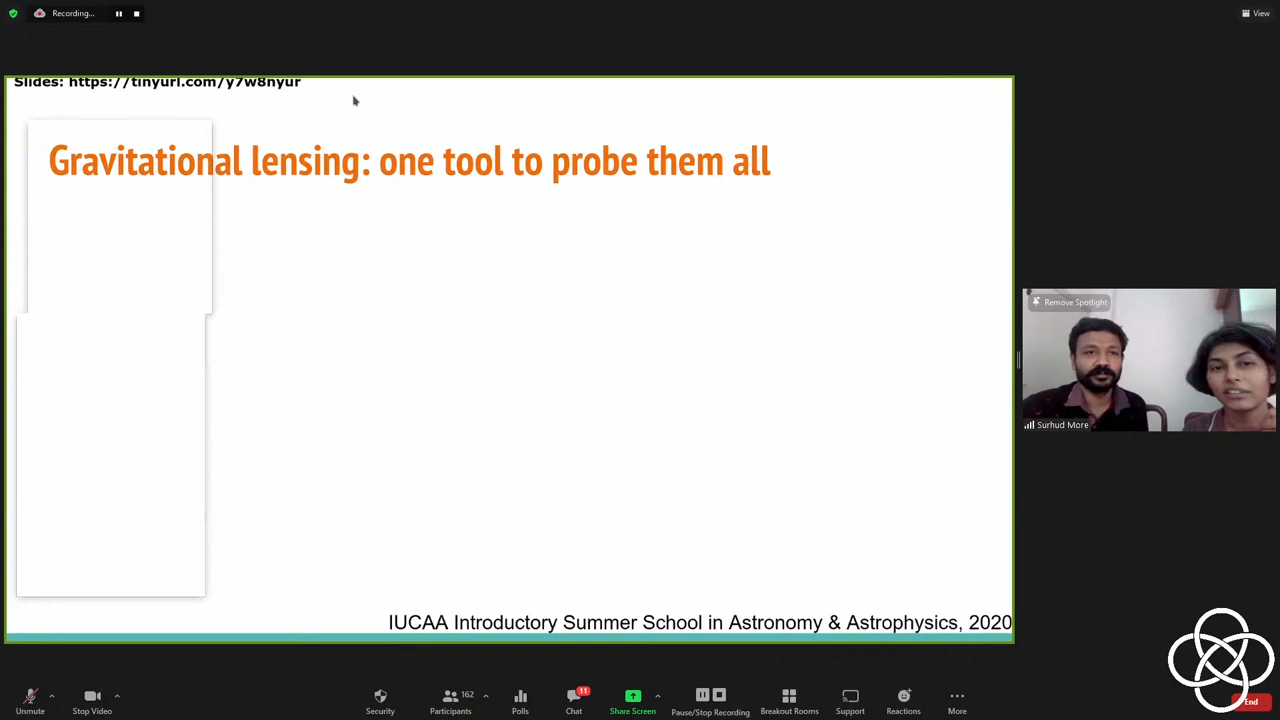 Recording...
View
Slides: https://tinyurl.com/y7w8nyur
Gravitational lensing: one tool to probe them all
Remove Spotlight
Surhud More
IUCAA Introductory Summer School in Astronomy & Astrophysics, 2020
Unmute
Stop Video
Security
162
Participants
Polls
11
Chat
Share Screen
Pause/Stop Recording
Breakout Rooms
Support
Reactions
More
End